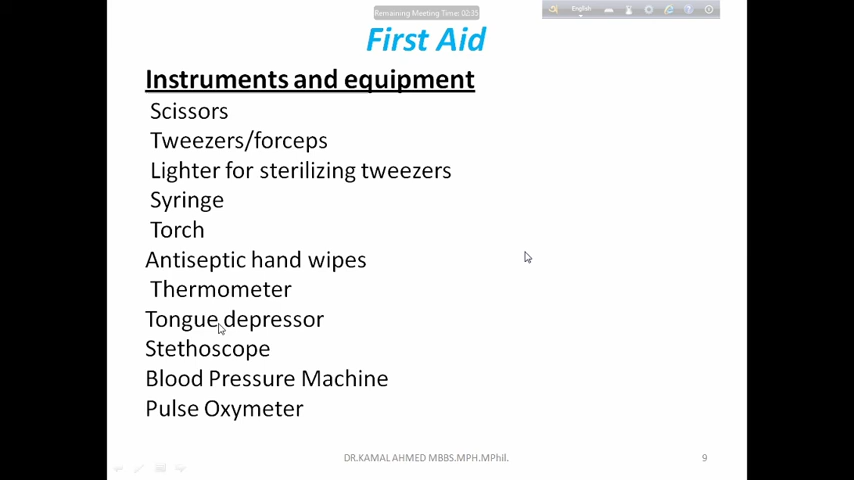 Remaining Meeting Time: 02:35
English
First Aid
Instruments and equipment
Scissors
Tweezers/forceps
Lighter for sterilizing tweezers
Syringe
Torch
Antiseptic hand wipes
Thermometer
Tongue depressor
Stethoscope
Blood Pressure Machine
Pulse Oxymeter
DR.KAMAL AHMED MBBS.MPH.MPhil.
9